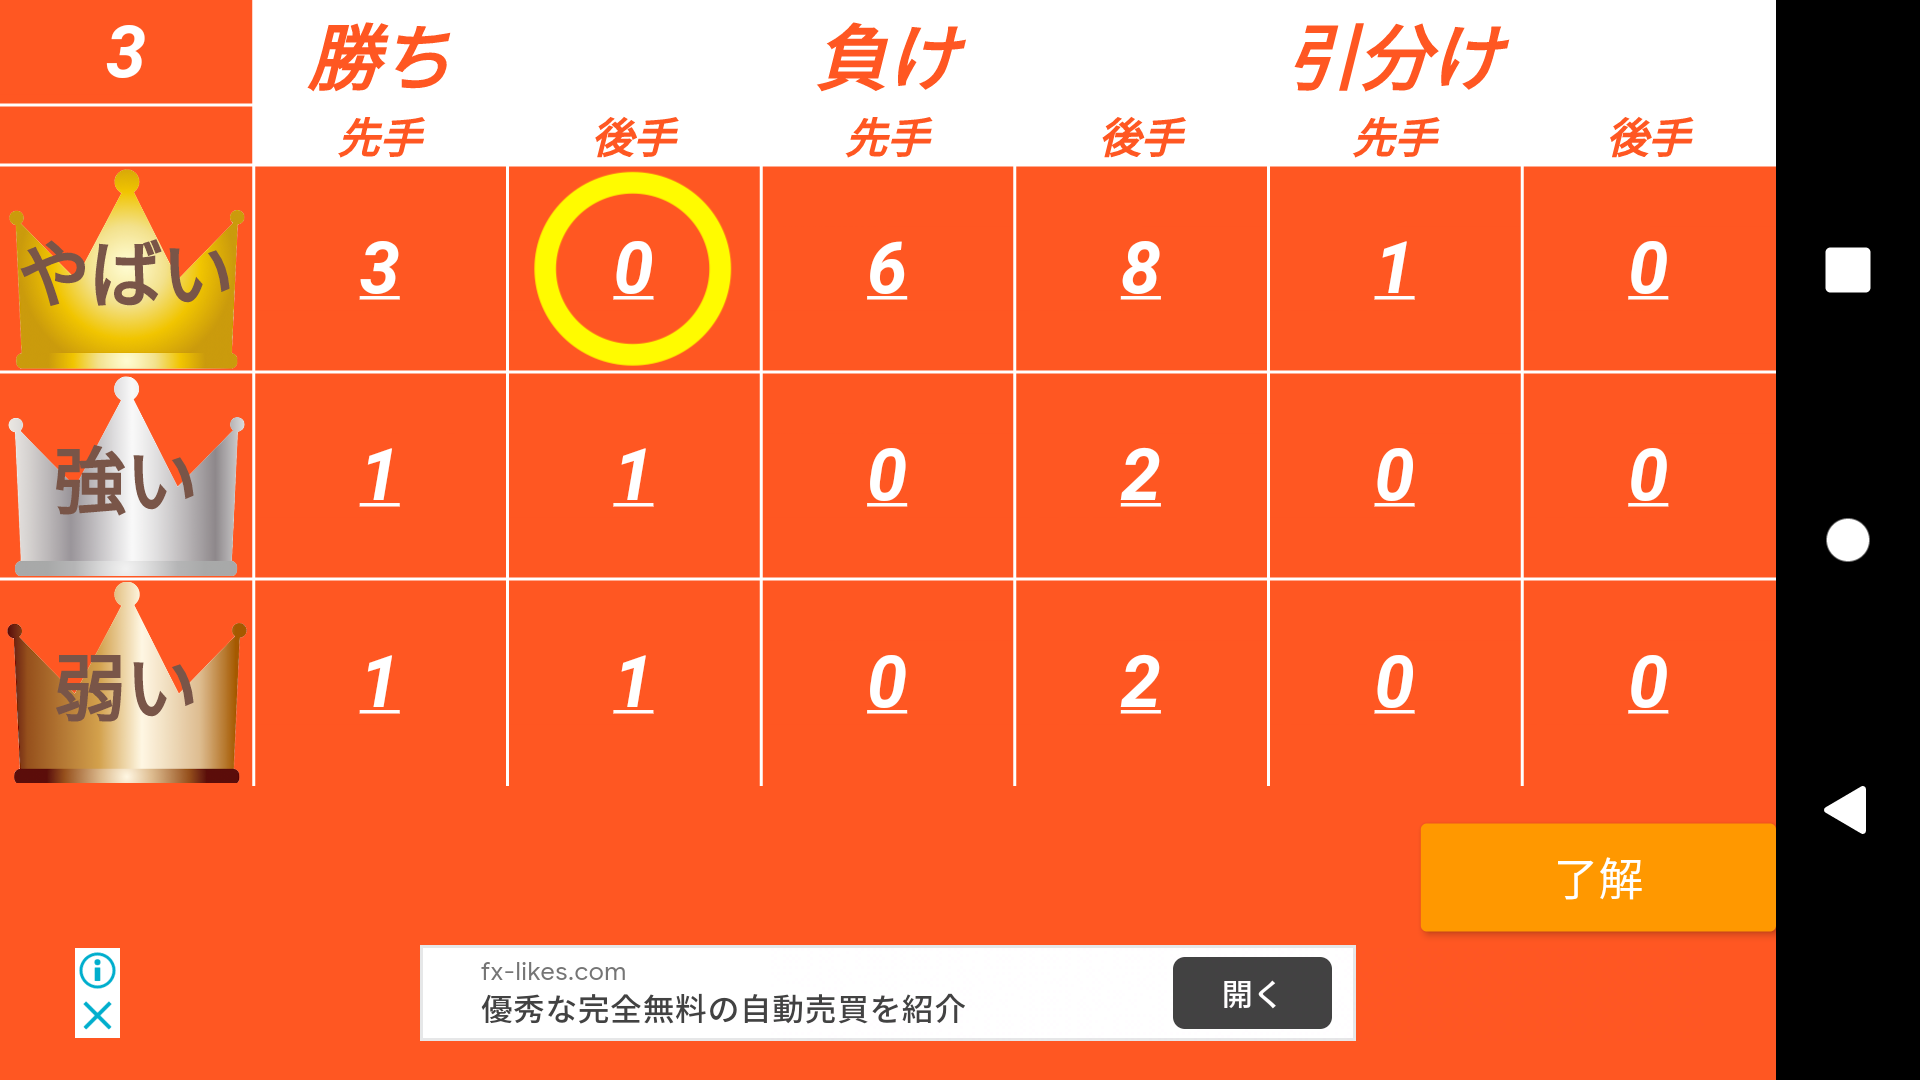 3 勝ち 負け 引分け
先手 後手 先手 後手 先手 後手
やばい 3 0 6 8 1 0
強い 1 1 0 2 0 0
弱い 1 1 0 2 0 0
了解
fx-likes.com
優秀な完全無料の自動売買を紹介
開く